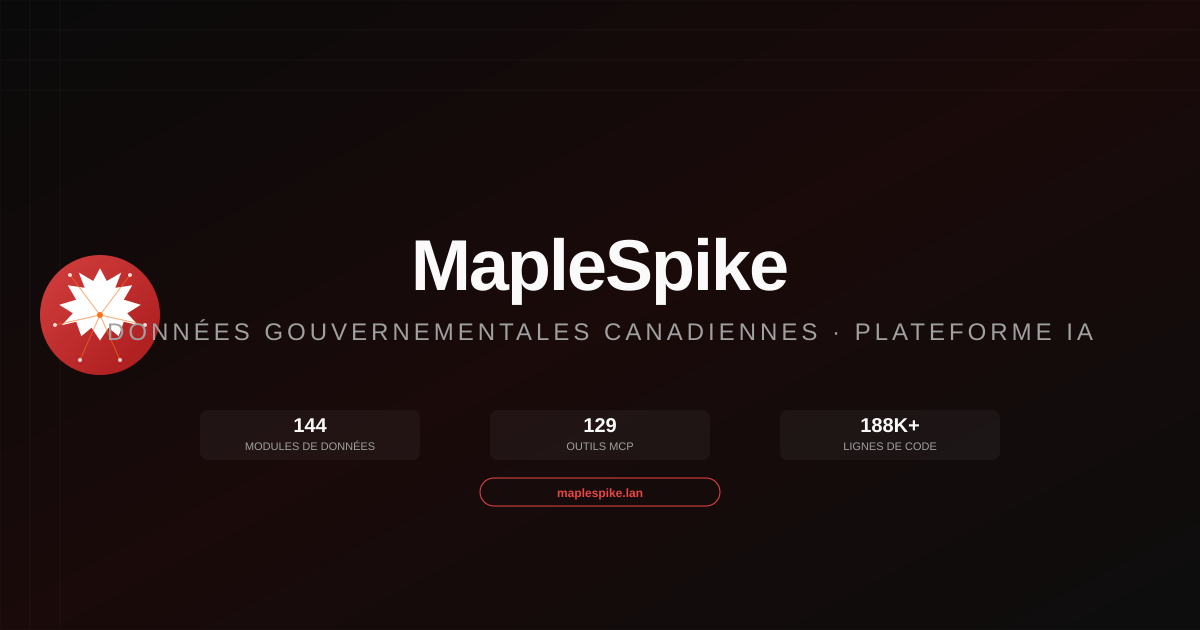 MapleSpike
DONNÉES GOUVERNEMENTALES CANADIENNES · PLATEFORME IA
144
MODULES DE DONNÉES
129
OUTILS MCP
188K+
LIGNES DE CODE
maplespike.lan